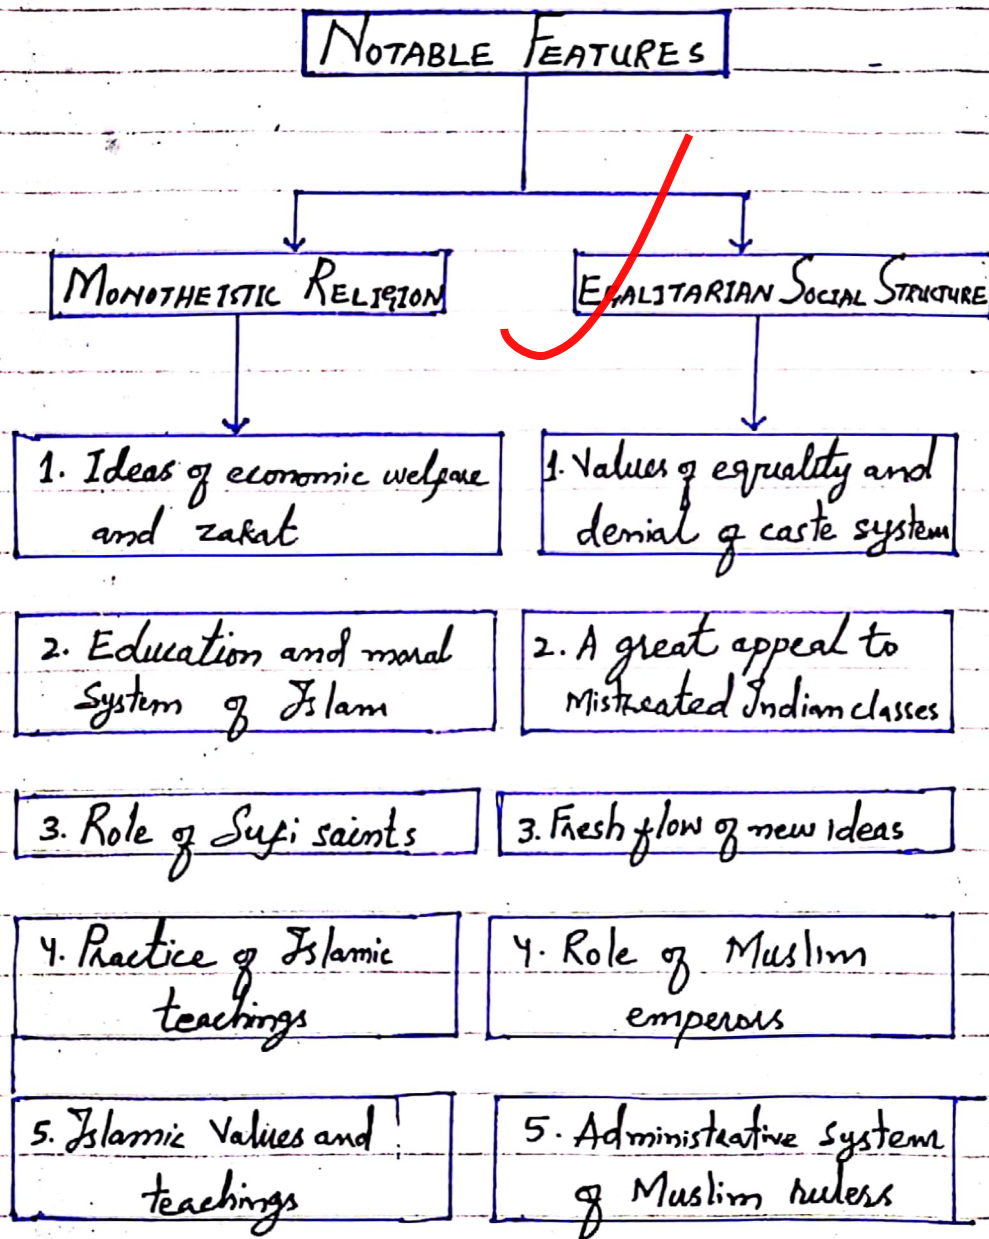 NOTABLE FEATURES
MONOTHEISTIC RELIGION
EGALITARIAN SOCIAL STRUCTURE
1. Ideas of economic welfare
and zakat
2. Education and moral
system of Islam
3. Role of Sufi saints
4. Practice of Islamic
teachings
5. Islamic Values and
teachings
1. Values of equality and
denial of caste system
2. A great appeal to
Mistreated Indian classes
3. Fresh flow of new ideas
4. Role of Muslim
emperors
5. Administrative system
of Muslim rulers